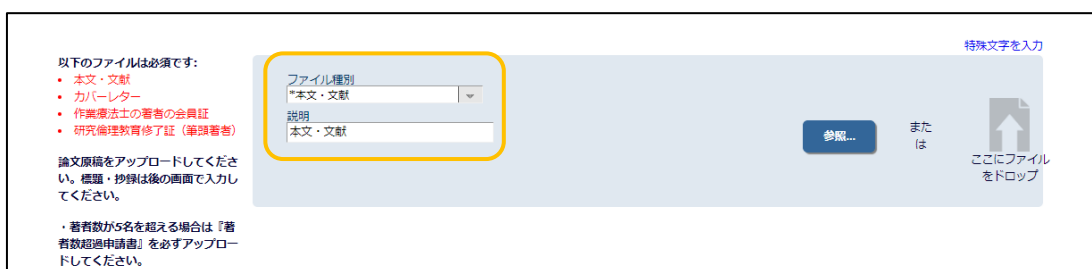 特殊文字を入力
以下のファイルは必須です:
• 本文・文献
• カバーレター
• 作業療法士の著者の会員証
• 研究倫理教育修了証（筆頭著者）
論文原稿をアップロードしてくださ
い。標題・抄録は後の画面で入力し
てください。
・著者数が5名を超える場合は『著
者数超過申請書』を必ずアップロー
ドしてください。
ファイル種別
*本文・文献
説明
本文・文献
参照...
また
は
ここにファイル
をドロップ